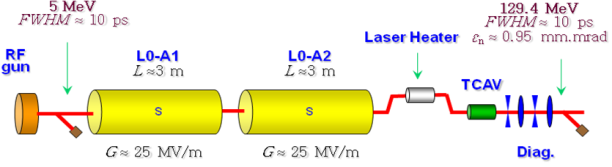 5 MeV
FWHM ≈ 10 ps
129.4 MeV
FWHM ≈ 10 ps
εn ≈ 0.95 mm.mrad
RF
gun
L0-A1
L ≈3 m
L0-A2
L ≈3 m
Laser Heater
TCAV
S
S
G ≈ 25 MV/m
G ≈ 25 MV/m
Diag.